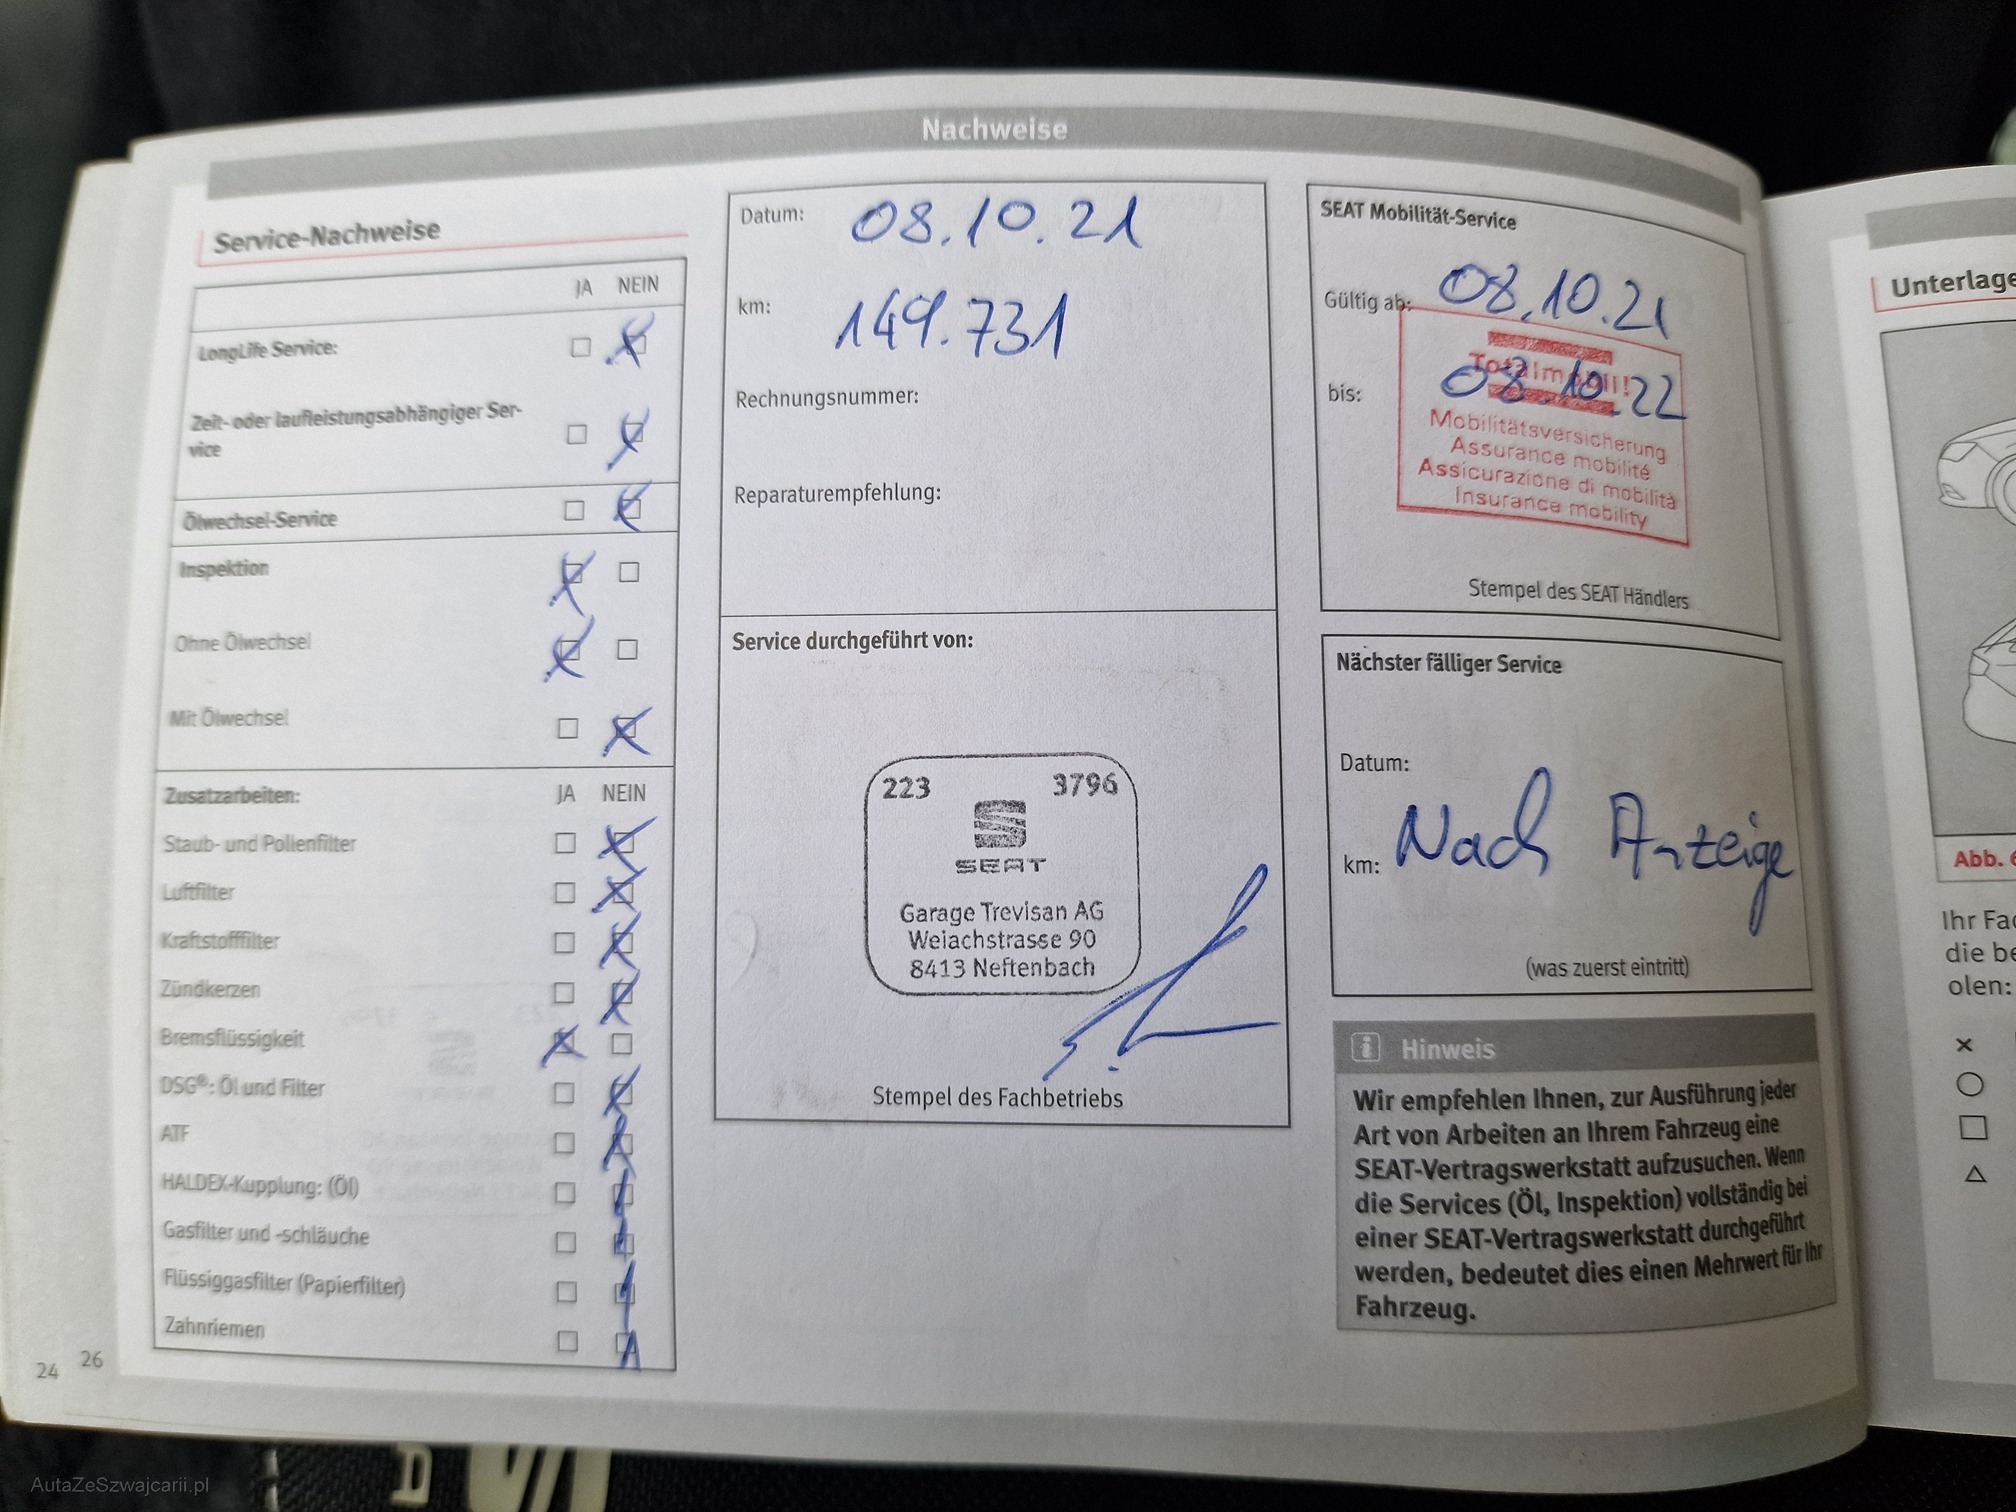 Nachweise
Service-Nachweise
JA NEIN
LongLife Service:
Zeit- oder laufleistungsabhängiger Ser-
vice
Ölwechsel-Service
Inspektion
Ohne Ölwechsel
Mit Ölwechsel
Zusatzarbeiten: JA NEIN
Staub- und Pollenfilter
Luftfilter
Kraftstofffilter
Zündkerzen
Bremsflüssigkeit
DSG®: Öl und Filter
ATF
HALDEX-Kupplung: (Öl)
Gasfilter und -schläuche
Flüssiggasfilter (Papierfilter)
Zahnriemen
24 26
Datum: 08.10.21
km: 149.731
Rechnungsnummer:
Reparaturempfehlung:
Service durchgeführt von:
223 3796
SEAT
Garage Trevisan AG
Weiachstrasse 90
8413 Neftenbach
Stempel des Fachbetriebs
SEAT Mobilität-Service
Gültig ab: 08.10.21
Totalmobil!
bis: 08.10.22
Mobilitätsversicherung
Assurance mobilité
Assicurazione di mobilità
Insurance mobility
Stempel des SEAT Händlers
Nächster fälliger Service
Datum:
km: Nach Anzeige
(was zuerst eintritt)
Hinweis
Wir empfehlen Ihnen, zur Ausführung jeder
Art von Arbeiten an Ihrem Fahrzeug eine
SEAT-Vertragswerkstatt aufzusuchen. Wenn
die Services (Öl, Inspektion) vollständig bei
einer SEAT-Vertragswerkstatt durchgeführt
werden, bedeutet dies einen Mehrwert für Ihr
Fahrzeug.
Unterlage
Abb.
Ihr Fa
die be
olen:
AutaZeSzwajcarii.pl